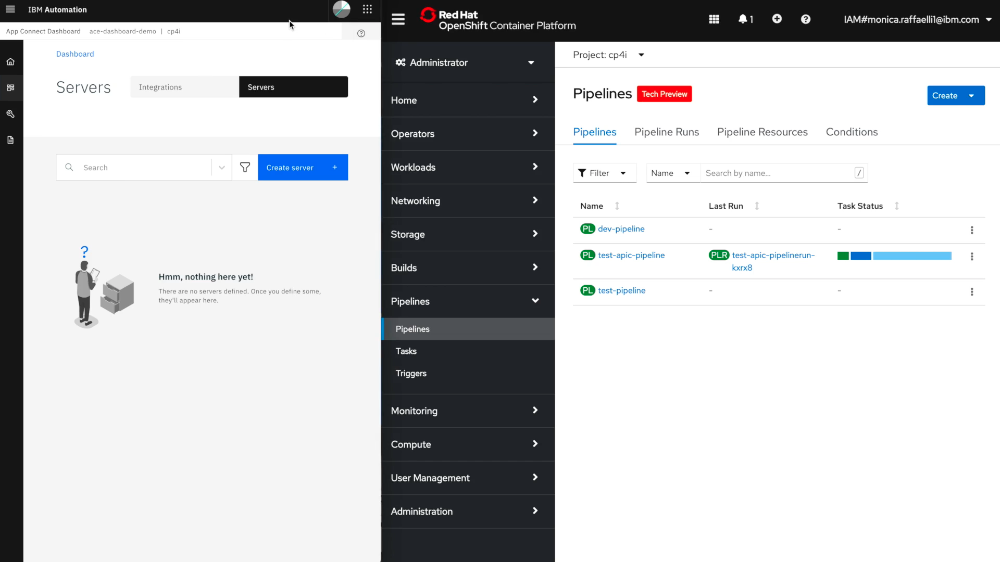 IBM Automation
App Connect Dashboard ace-dashboard-demo | cp4i
Dashboard
Servers
Integrations
Servers
Search
Create server +
?
Hmm, nothing here yet!
There are no servers defined. Once you define some,
they'll appear here.
Red Hat
OpenShift Container Platform
1
IAM#monica.raffaelli1@ibm.com
Administrator
Home
Operators
Workloads
Networking
Storage
Builds
Pipelines
Pipelines
Tasks
Triggers
Monitoring
Compute
User Management
Administration
Project: cp4i
Pipelines Tech Preview
Create
Pipelines Pipeline Runs Pipeline Resources Conditions
Filter Name Search by name... /
Name Last Run Task Status
PL dev-pipeline - -
PL test-apic-pipeline PLR test-apic-pipelinerun-
kxrx8
PL test-pipeline - -